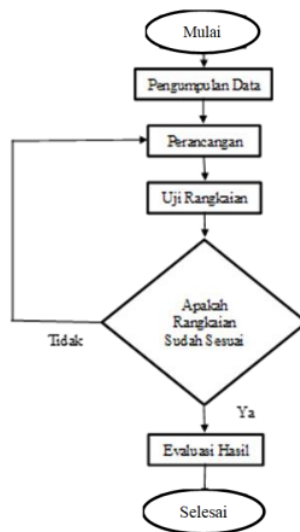 Mulai
Pengumpulan Data
Perancangan
Uji Rangkaian
Apakah
Rangkaian
Sudah Sesuai
Tidak
Ya
Evaluasi Hasil
Selesai